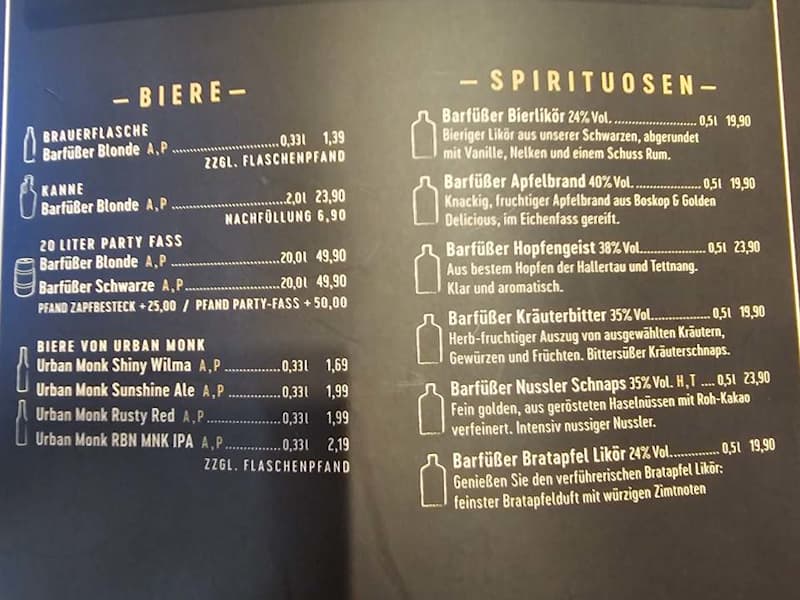 – BIERE –
BRAUERFLASCHE
Barfüßer Blonde A,P ........ 0,33l 1,39
ZZGL. FLASCHENPFAND
KANNE
Barfüßer Blonde A,P ........ 2,0l 23,90
NACHFÜLLUNG 6,90
20 LITER PARTY FASS
Barfüßer Blonde A,P ........ 20,0l 49,90
Barfüßer Schwarze A,P ........ 20,0l 49,90
PFAND ZAPFBESTECK +25,00 / PFAND PARTY-FASS +50,00
BIERE VON URBAN MONK
Urban Monk Shiny Wilma A,P ........ 0,33l 1,69
Urban Monk Sunshine Ale A,P ........ 0,33l 1,99
Urban Monk Rusty Red A,P ........ 0,33l 1,99
Urban Monk RBN MNK IPA A,P ........ 0,33l 2,19
ZZGL. FLASCHENPFAND
– SPIRITUOSEN –
Barfüßer Bierlikör 24% Vol. ........ 0,5l 19,90
Bieriger Likör aus unserer Schwarzen, abgerundet
mit Vanille, Nelken und einem Schuss Rum.
Barfüßer Apfelbrand 40% Vol. ........ 0,5l 19,90
Knackig, fruchtiger Apfelbrand aus Boskop & Golden
Delicious, im Eichenfass gereift.
Barfüßer Hopfengeist 38% Vol. ........ 0,5l 23,90
Aus bestem Hopfen der Hallertau und Tettnang.
Klar und aromatisch.
Barfüßer Kräuterbitter 35% Vol. ........ 0,5l 19,90
Herb-fruchtiger Auszug von ausgewählten Kräutern,
Gewürzen und Früchten. Bittersüßer Kräuterschnaps.
Barfüßer Nussler Schnaps 35% Vol. H,T .... 0,5l 23,90
Fein golden, aus gerösteten Haselnüssen mit Roh-Kakao
verfeinert. Intensiv nussiger Nussler.
Barfüßer Bratapfel Likör 24% Vol. ........ 0,5l 19,90
Genießen Sie den verführerischen Bratapfel Likör:
feinster Bratapfelduft mit würzigen Zimtnoten